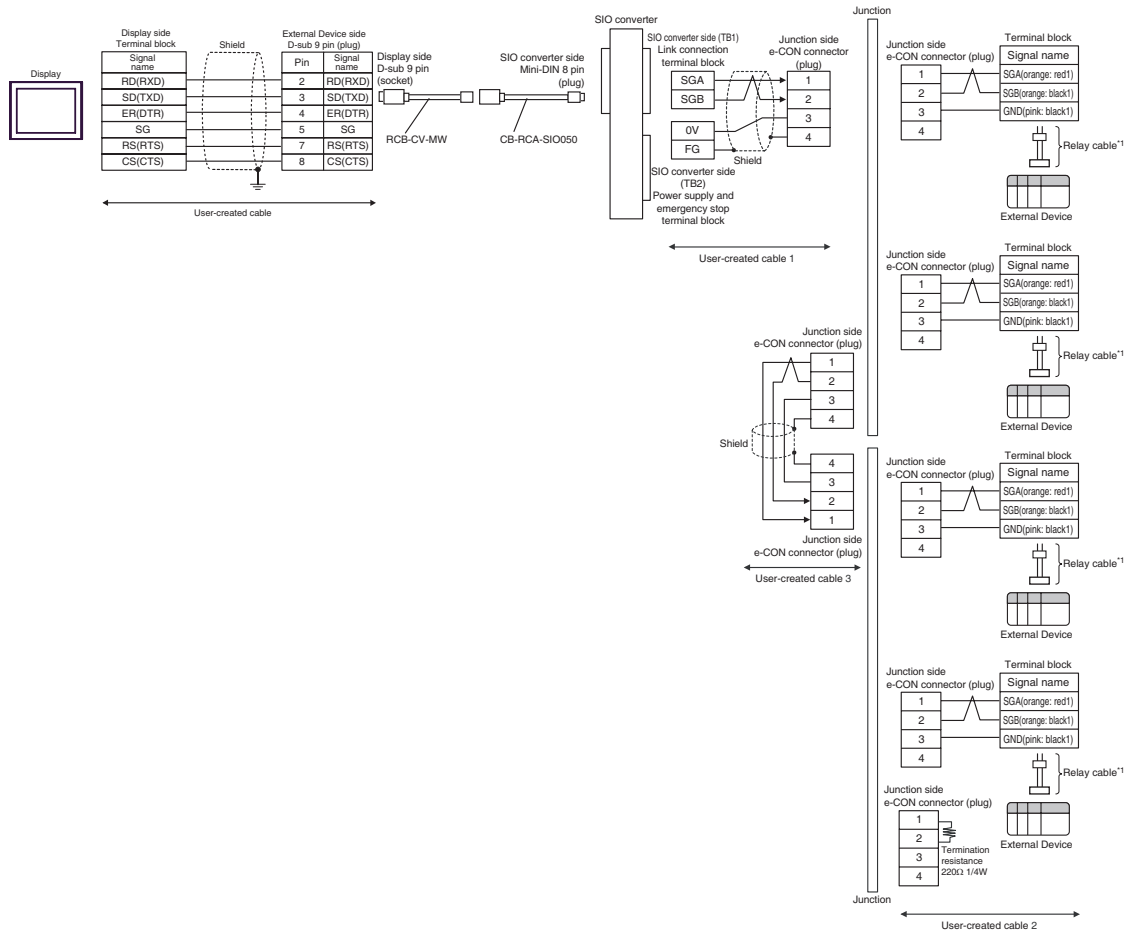 Display
Display side
Terminal block
Signal
name
RD(RXD)
SD(TXD)
ER(DTR)
SG
RS(RTS)
CS(CTS)
Shield
External Device side
D-sub 9 pin (plug)
Pin
Signal
name
2 RD(RXD)
3 SD(TXD)
4 ER(DTR)
5 SG
7 RS(RTS)
8 CS(CTS)
User-created cable
Display side
D-sub 9 pin
(socket)
RCB-CV-MW
SIO converter side
Mini-DIN 8 pin
(plug)
CB-RCA-SIO050
SIO converter
SIO converter side (TB1)
Link connection
terminal block
SGA
SGB
0V
FG
Shield
SIO converter side
(TB2)
Power supply and
emergency stop
terminal block
Junction side
e-CON connector
(plug)
1
2
3
4
User-created cable 1
Junction side
e-CON connector (plug)
1
2
3
4
Shield
4
3
2
1
Junction side
e-CON connector (plug)
User-created cable 3
Junction
Junction side
e-CON connector (plug)
1
2
3
4
Terminal block
Signal name
SGA(orange: red1)
SGB(orange: black1)
GND(pink: black1)
Relay cable*1
External Device
Junction side
e-CON connector (plug)
1
2
3
4
Terminal block
Signal name
SGA(orange: red1)
SGB(orange: black1)
GND(pink: black1)
Relay cable*1
External Device
Junction side
e-CON connector (plug)
1
2
3
4
Terminal block
Signal name
SGA(orange: red1)
SGB(orange: black1)
GND(pink: black1)
Relay cable*1
External Device
Junction side
e-CON connector (plug)
1
2
3
4
Terminal block
Signal name
SGA(orange: red1)
SGB(orange: black1)
GND(pink: black1)
Relay cable*1
External Device
Junction side
e-CON connector (plug)
1
2
3
4
Termination
resistance
220Ω 1/4W
Junction
User-created cable 2